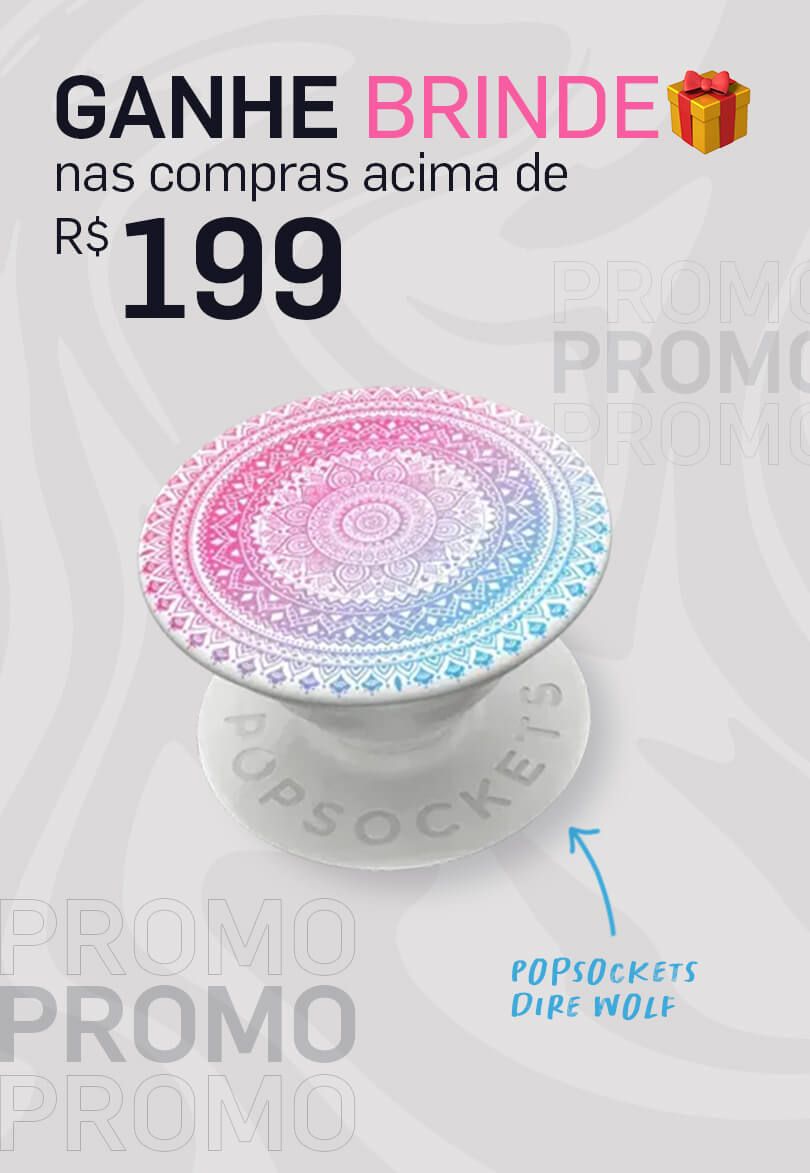 GANHE BRINDE
nas compras acima de
R$ 199
PROMO
PROMO
PROMO
POPSOCKETS
POPSOCKETS
DIRE WOLF
PROMO
PROMO
PROMO